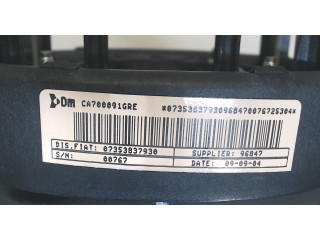 Dm CA700091GRE *07353837930968470076725304*
DIS.FIAT: 07353837930 SUPPLIER: 96847
S/N: 00767 DATE: 09-09-04